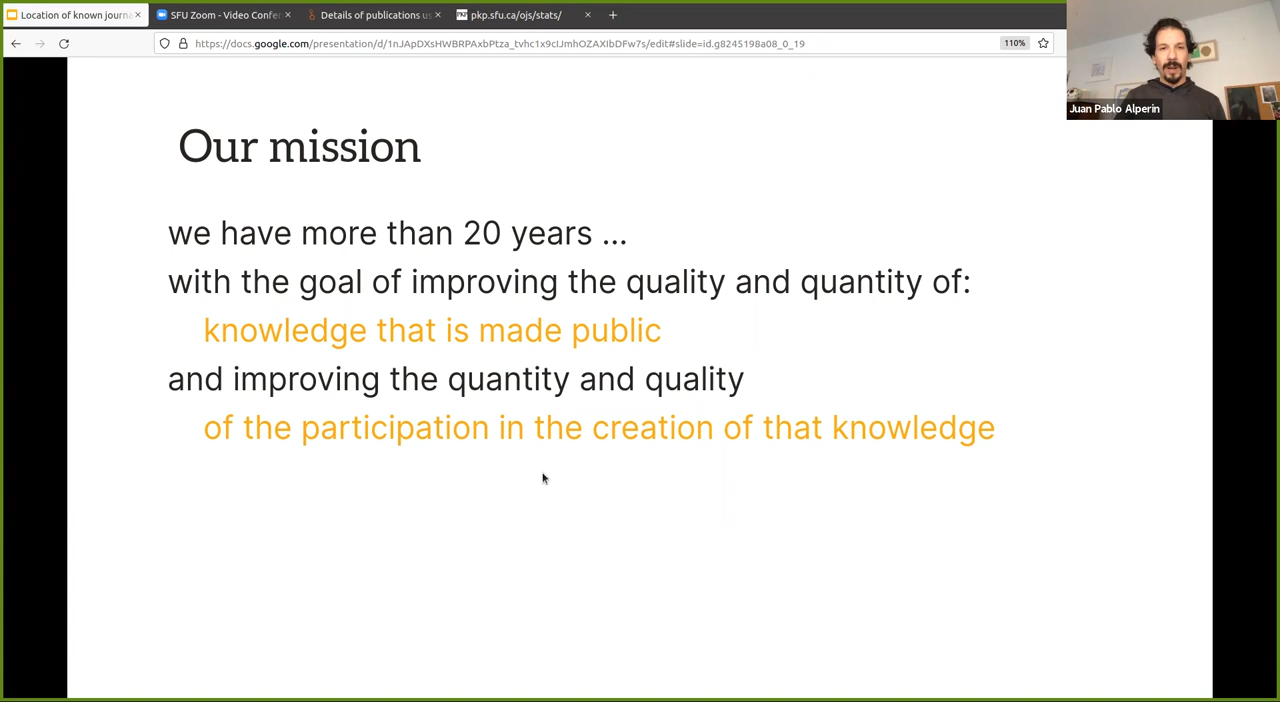 Location of known journa
SFU Zoom - Video Confe
Details of publications us
PKP pkp.sfu.ca/ojs/stats/
https://docs.google.com/presentation/d/1nJApDXsHWBRPAxbPtza_tvhc1x9cIJmhOZAXIbDFw7s/edit#slide=id.g8245198a08_0_19
110%
Juan Pablo Alperin
Our mission
we have more than 20 years ...
with the goal of improving the quality and quantity of:
knowledge that is made public
and improving the quantity and quality
of the participation in the creation of that knowledge